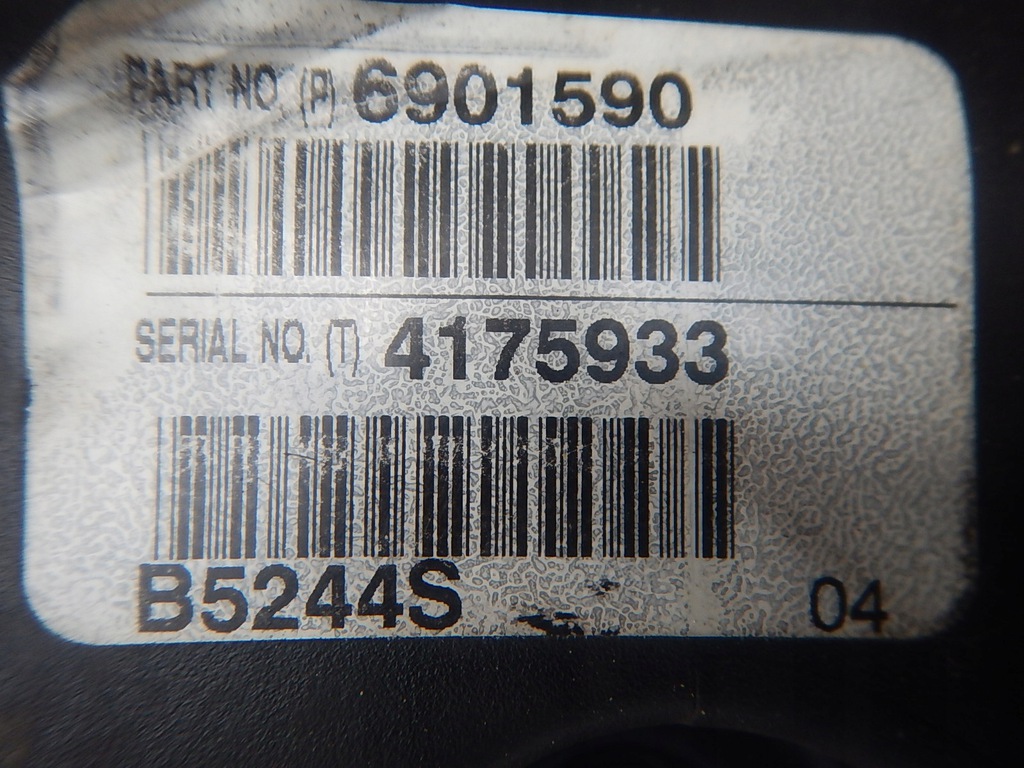 PART NO. (P) 6901590
SERIAL NO. (T) 4175933
B5244S 04